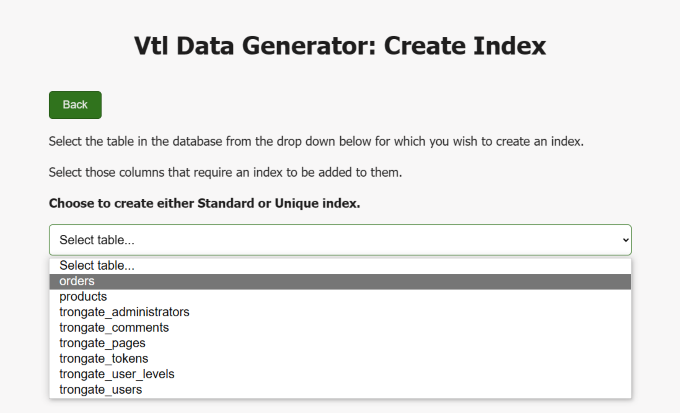 Vtl Data Generator: Create Index
Back
Select the table in the database from the drop down below for which you wish to create an index.
Select those columns that require an index to be added to them.
Choose to create either Standard or Unique index.
Select table...
Select table...
orders
products
trongate_administrators
trongate_comments
trongate_pages
trongate_tokens
trongate_user_levels
trongate_users